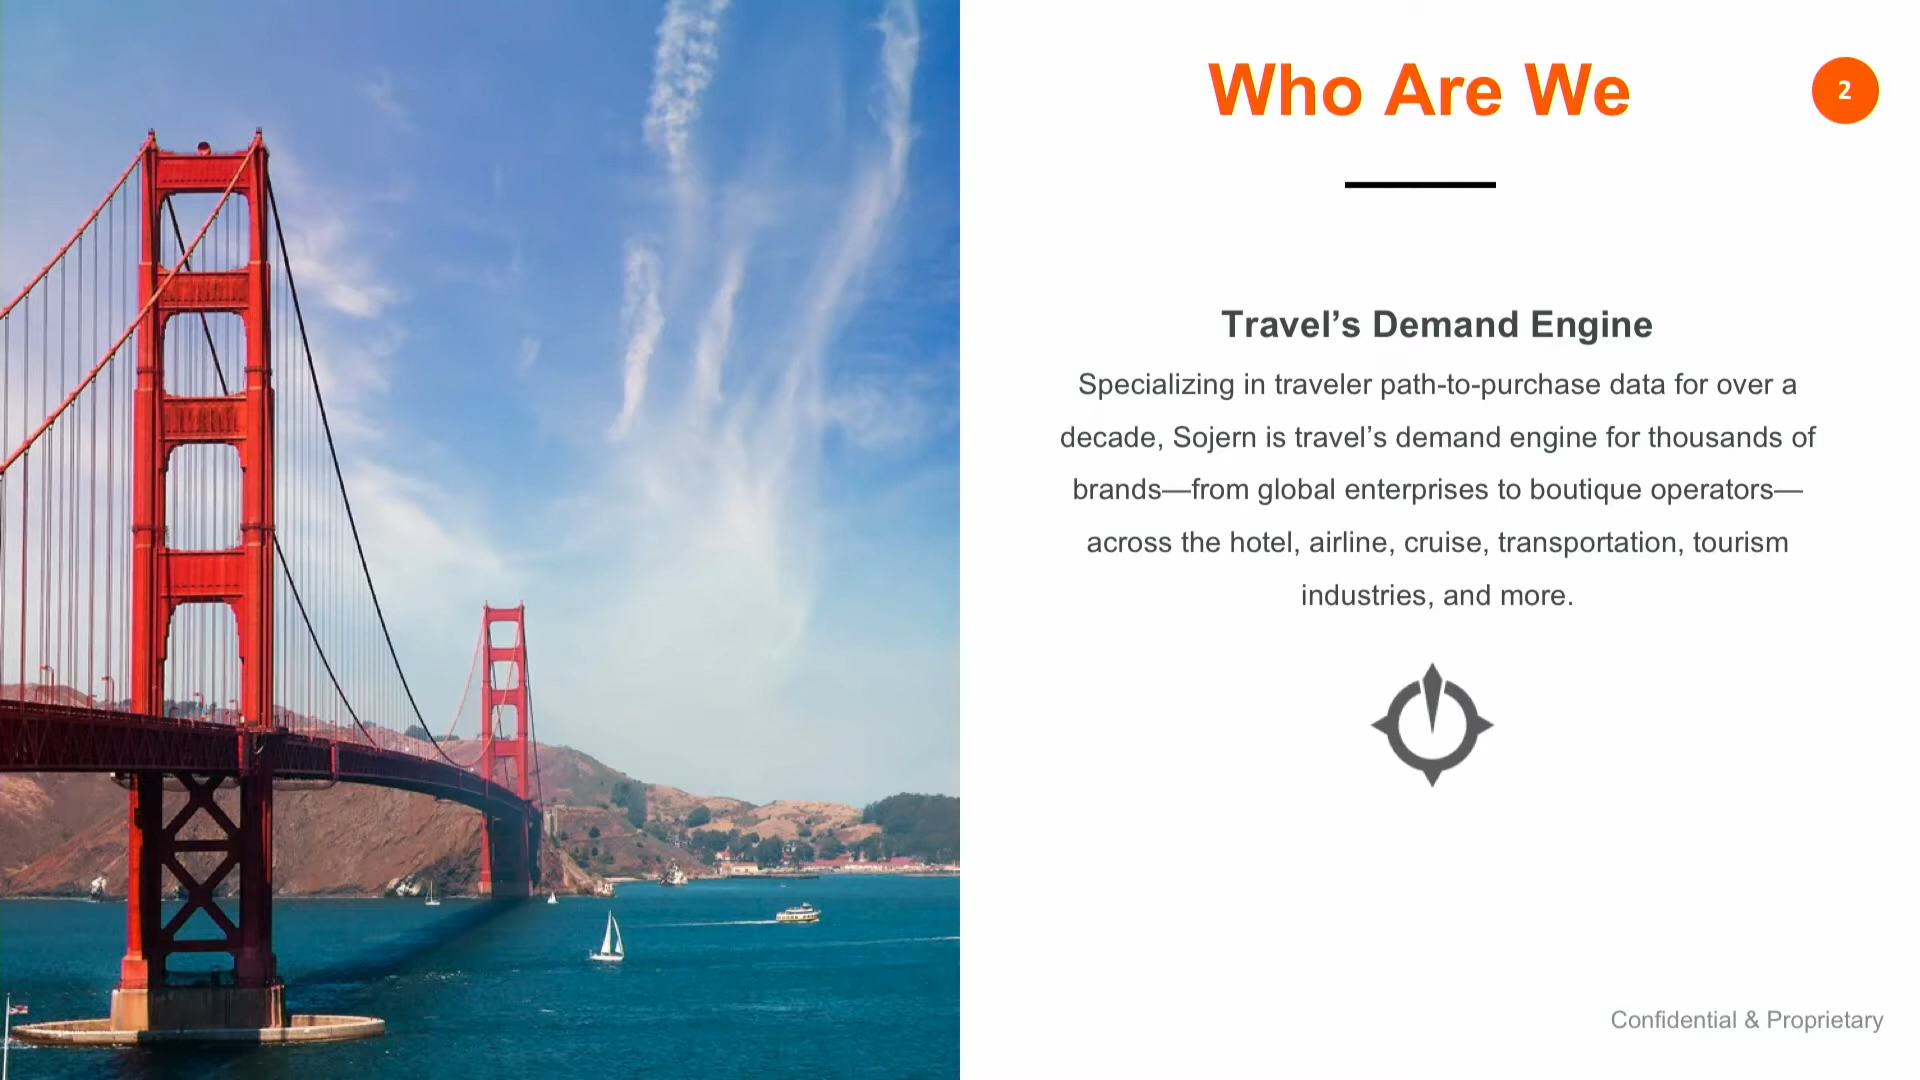 Who Are We
2
Travel’s Demand Engine
Specializing in traveler path-to-purchase data for over a
decade, Sojern is travel’s demand engine for thousands of
brands—from global enterprises to boutique operators—
across the hotel, airline, cruise, transportation, tourism
industries, and more.
Confidential & Proprietary